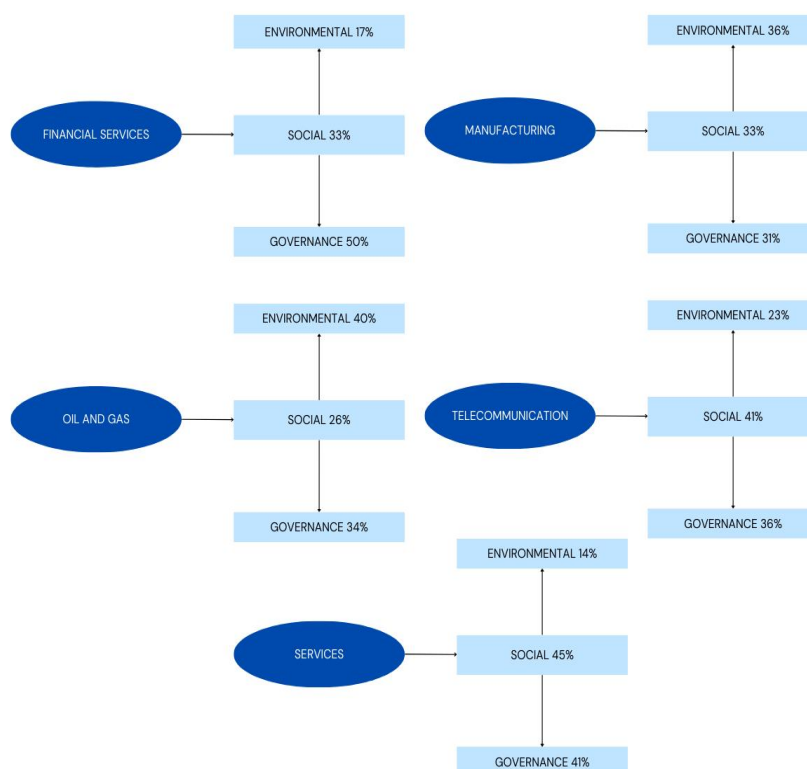 ENVIRONMENTAL 17%
FINANCIAL SERVICES
SOCIAL 33%
GOVERNANCE 50%
ENVIRONMENTAL 36%
MANUFACTURING
SOCIAL 33%
GOVERNANCE 31%
ENVIRONMENTAL 40%
OIL AND GAS
SOCIAL 26%
GOVERNANCE 34%
ENVIRONMENTAL 23%
TELECOMMUNICATION
SOCIAL 41%
GOVERNANCE 36%
ENVIRONMENTAL 14%
SERVICES
SOCIAL 45%
GOVERNANCE 41%